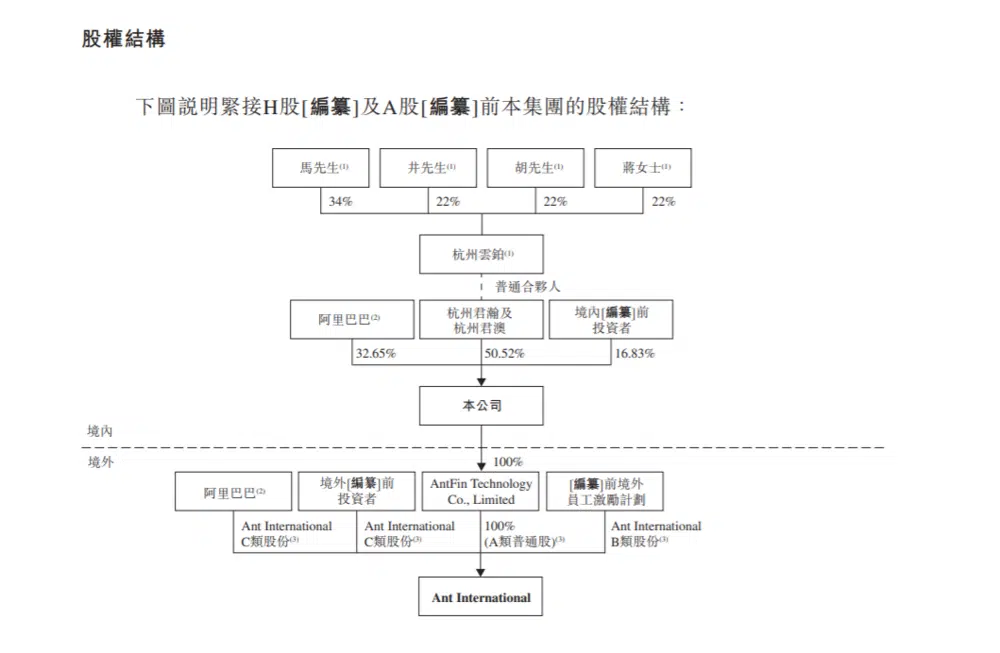 股權結構
下圖説明緊接H股[編纂]及A股[編纂]前本集團的股權結構：
馬先生(1)
井先生(1)
胡先生(1)
蔣女士(1)
34%
22%
22%
22%
杭州雲鉑(1)
普通合夥人
阿里巴巴(2)
杭州君瀚及
杭州君澳
境內[編纂]前
投資者
32.65%
50.52%
16.83%
本公司
境內
境外
100%
阿里巴巴(2)
境外[編纂]前
投資者
AntFin Technology
Co., Limited
[編纂]前境外
員工激勵計劃
Ant International
C類股份(3)
Ant International
C類股份(3)
100%
(A類普通股)(3)
Ant International
B類股份(3)
Ant International